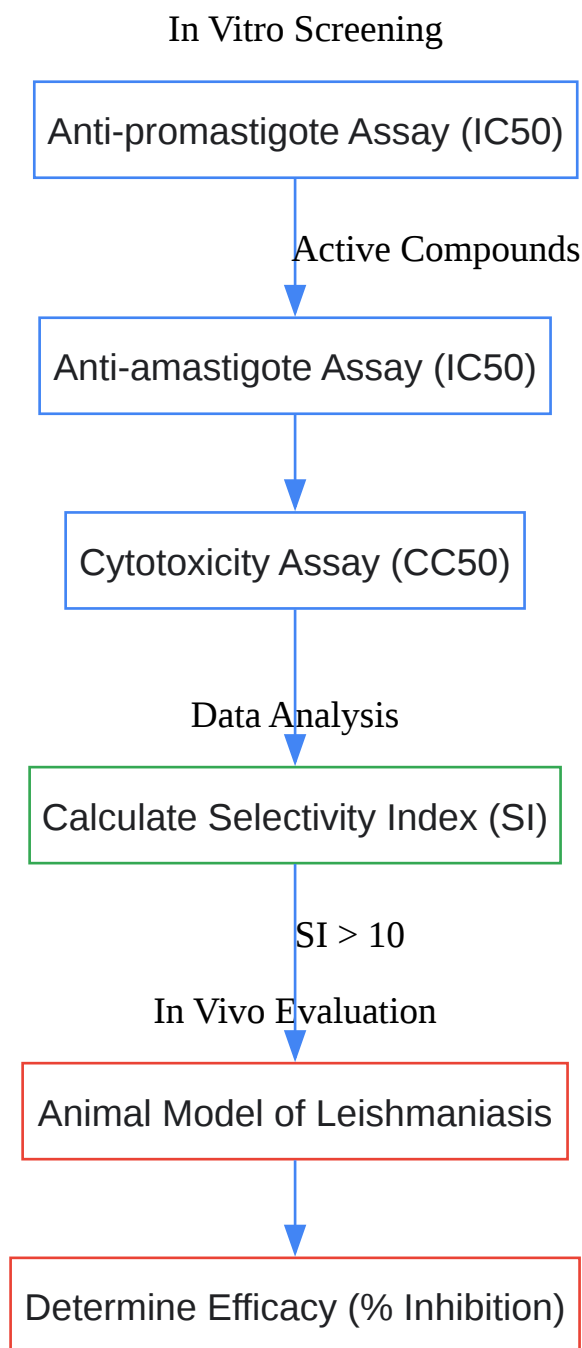 In Vitro Screening
Anti-promastigote Assay (IC50)
Active Compounds
Anti-amastigote Assay (IC50)
Cytotoxicity Assay (CC50)
Data Analysis
Calculate Selectivity Index (SI)
SI > 10
In Vivo Evaluation
Animal Model of Leishmaniasis
Determine Efficacy (% Inhibition)